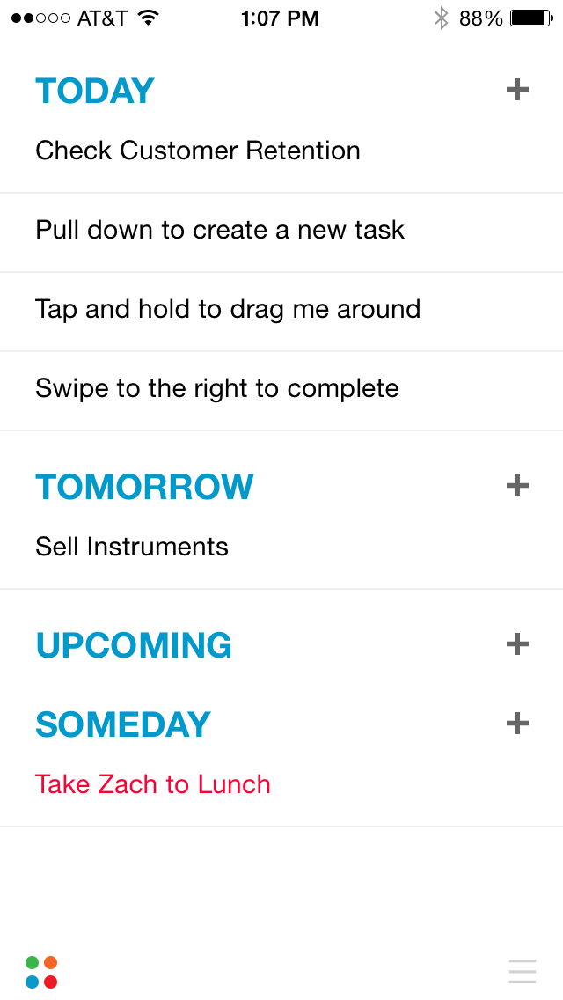 AT&T 1:07 PM 88%
TODAY +
Check Customer Retention
Pull down to create a new task
Tap and hold to drag me around
Swipe to the right to complete
TOMORROW +
Sell Instruments
UPCOMING +
SOMEDAY +
Take Zach to Lunch